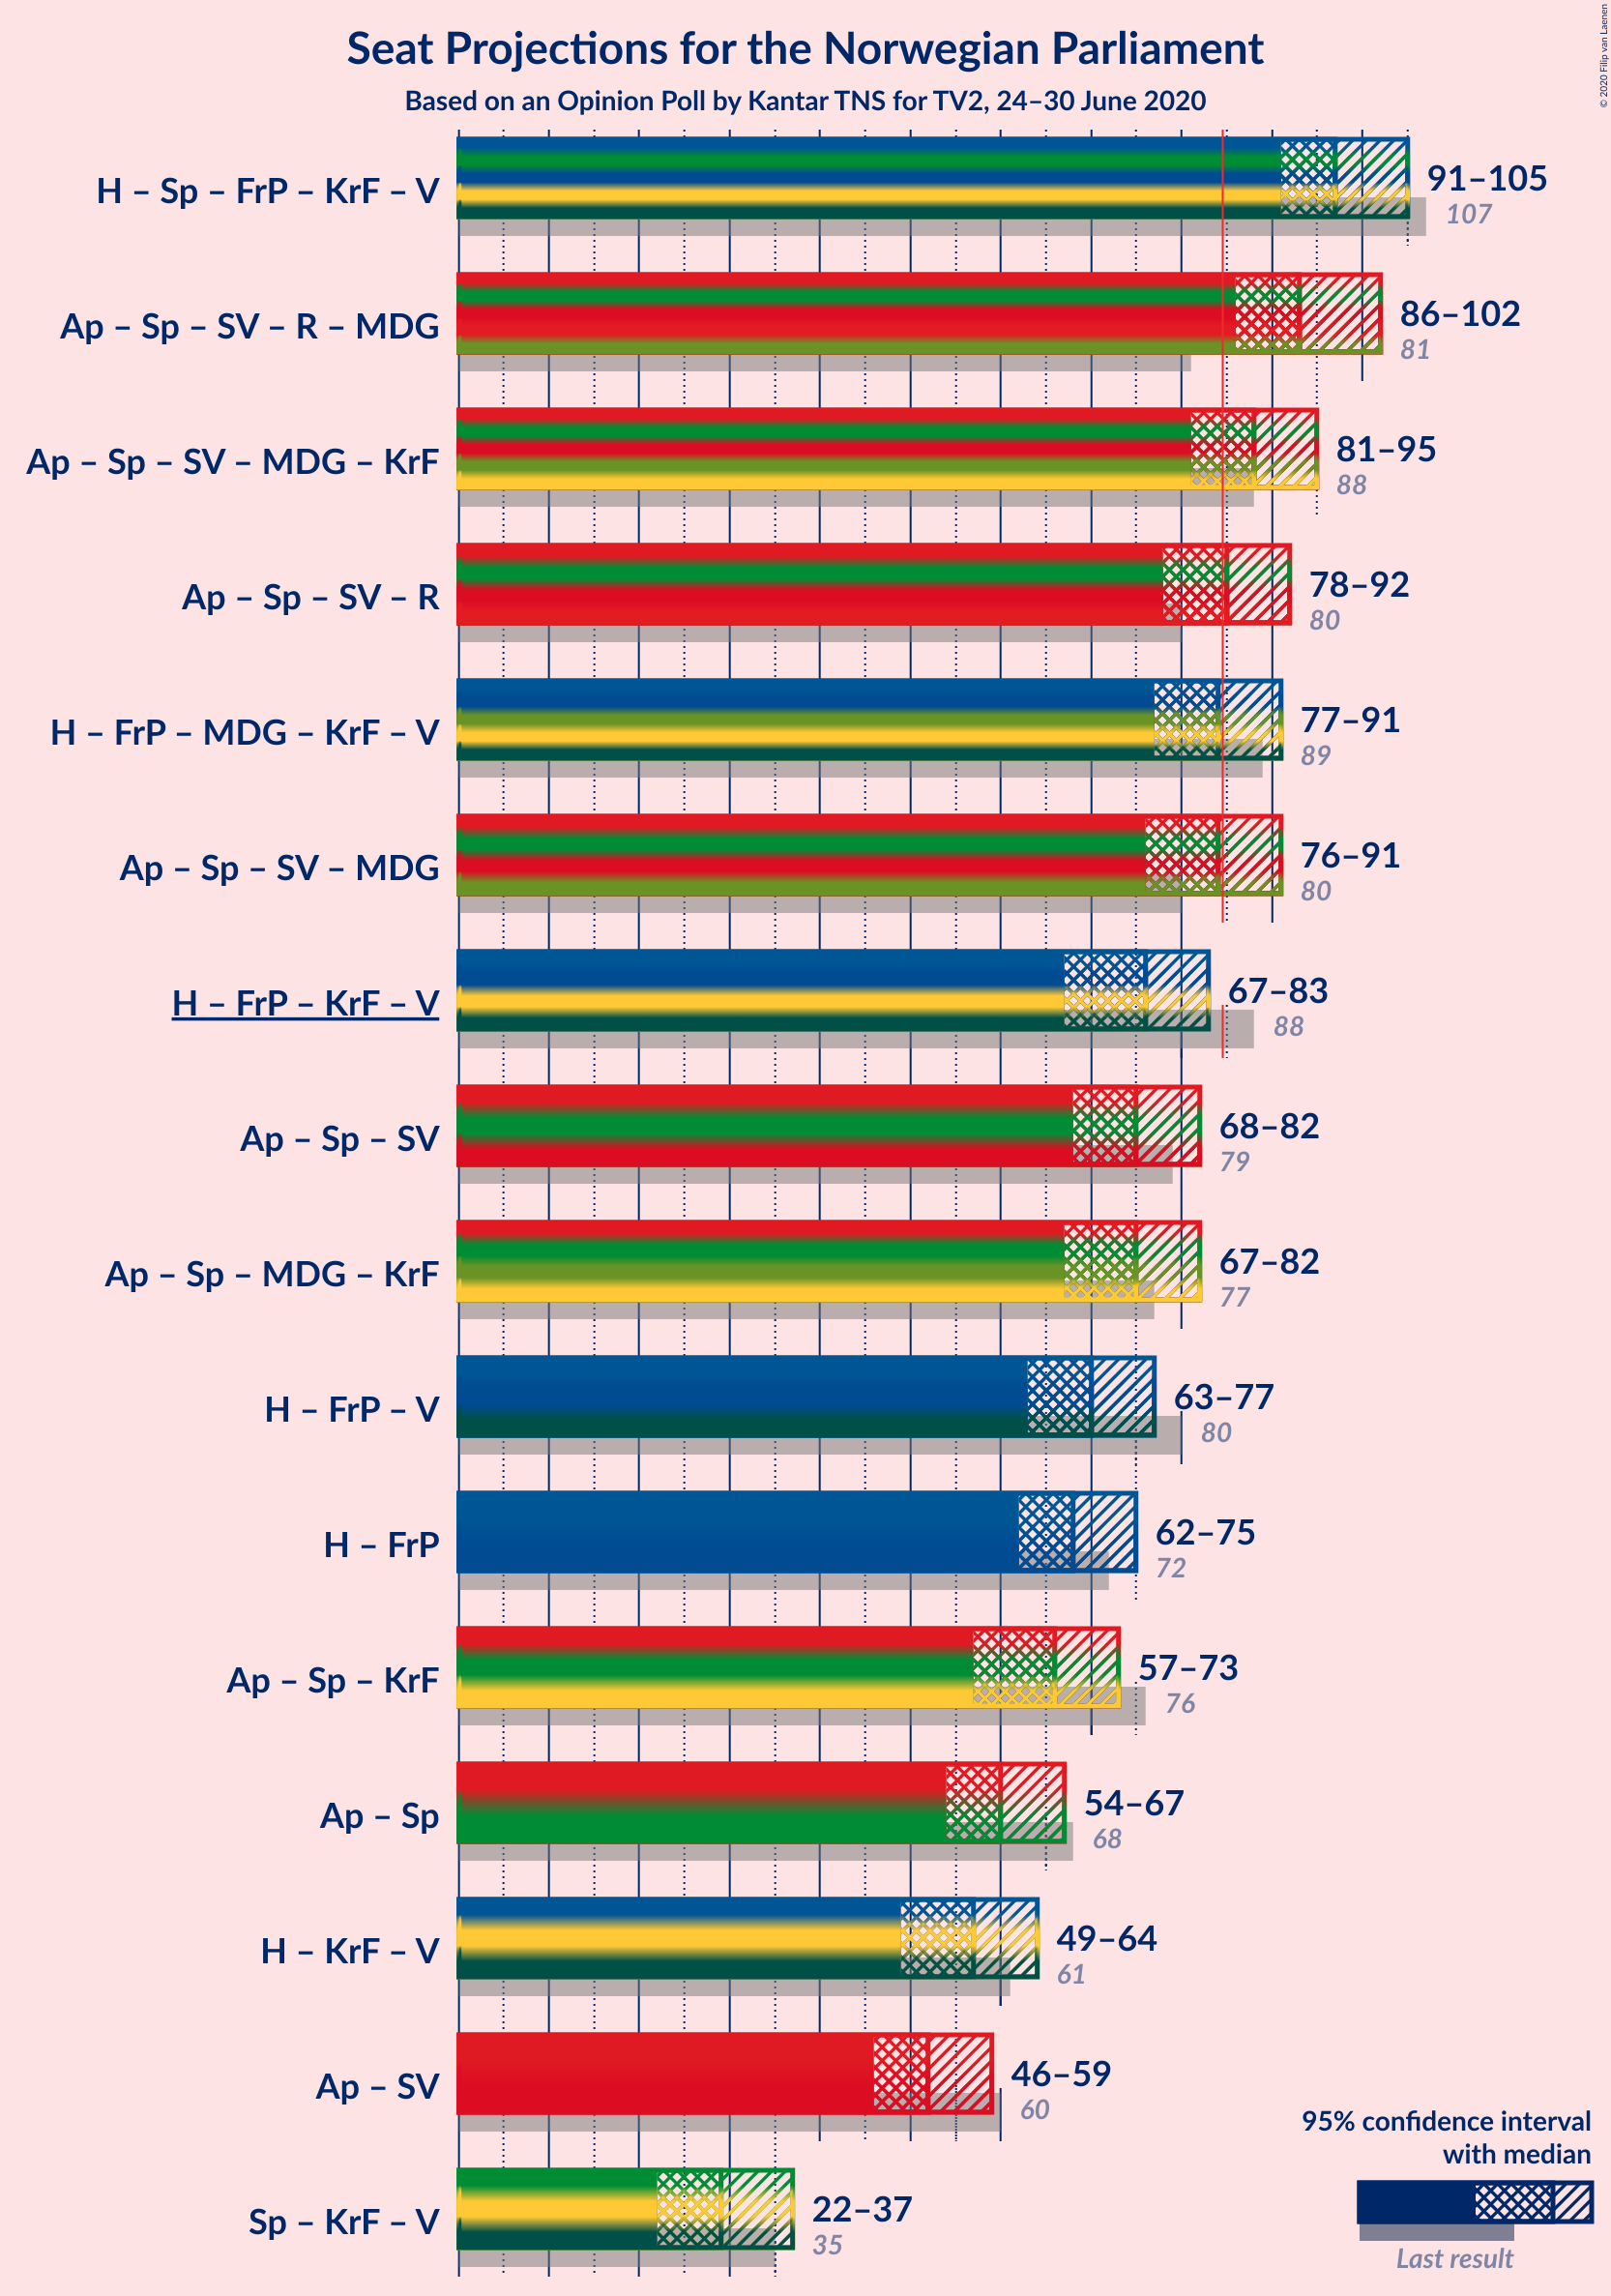 Seat Projections for the Norwegian Parliament
Based on an Opinion Poll by Kantar TNS for TV2, 24–30 June 2020
© 2020 Filip van Laenen
H – Sp – FrP – KrF – V
91–105
107
Ap – Sp – SV – R – MDG
86–102
81
Ap – Sp – SV – MDG – KrF
81–95
88
Ap – Sp – SV – R
78–92
80
H – FrP – MDG – KrF – V
77–91
89
Ap – Sp – SV – MDG
76–91
80
H – FrP – KrF – V
67–83
88
Ap – Sp – SV
68–82
79
Ap – Sp – MDG – KrF
67–82
77
H – FrP – V
63–77
80
H – FrP
62–75
72
Ap – Sp – KrF
57–73
76
Ap – Sp
54–67
68
H – KrF – V
49–64
61
Ap – SV
46–59
60
Sp – KrF – V
22–37
35
95% confidence interval
with median
Last result